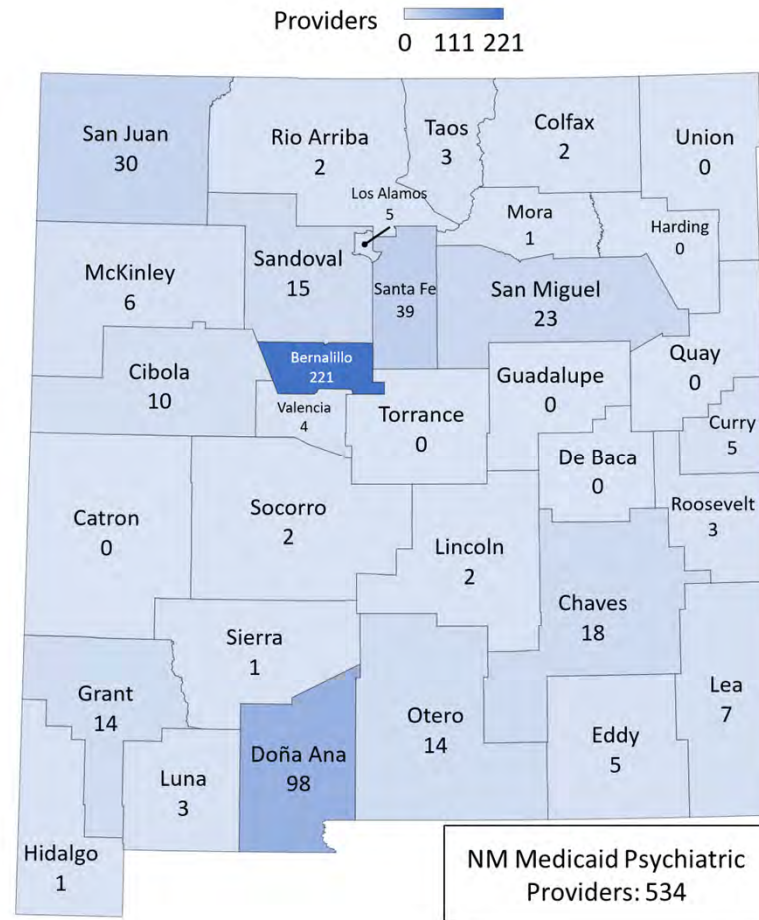 Providers
0 111 221
San Juan
30
Rio Arriba
2
Taos
3
Colfax
2
Union
0
Los Alamos
5
Mora
1
Harding
0
McKinley
6
Sandoval
15
Santa Fe
39
San Miguel
23
Cibola
10
Bernalillo
221
Valencia
4
Torrance
0
Guadalupe
0
Quay
0
Curry
5
De Baca
0
Roosevelt
3
Catron
0
Socorro
2
Lincoln
2
Chaves
18
Sierra
1
Grant
14
Doña Ana
98
Otero
14
Eddy
5
Lea
7
Luna
3
Hidalgo
1
NM Medicaid Psychiatric
Providers: 534